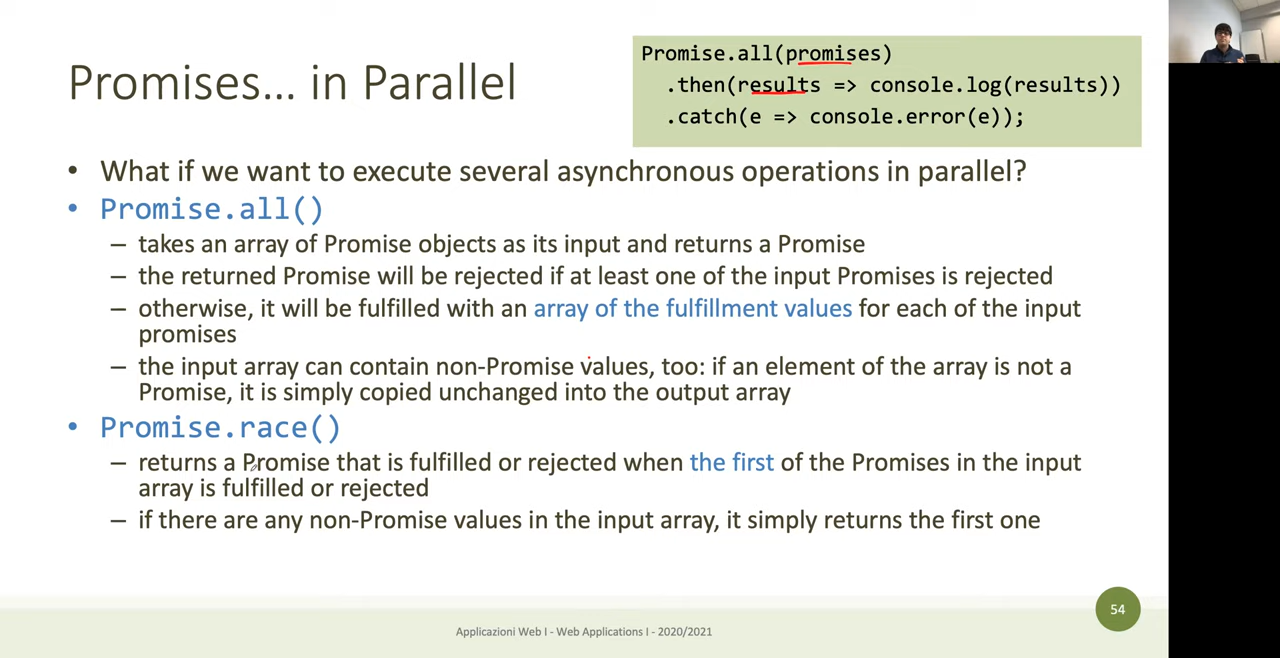 Promises... in Parallel
Promise.all(promises)
.then(results => console.log(results))
.catch(e => console.error(e));
• What if we want to execute several asynchronous operations in parallel?
• Promise.all()
– takes an array of Promise objects as its input and returns a Promise
– the returned Promise will be rejected if at least one of the input Promises is rejected
– otherwise, it will be fulfilled with an array of the fulfillment values for each of the input
promises
– the input array can contain non-Promise values, too: if an element of the array is not a
Promise, it is simply copied unchanged into the output array
• Promise.race()
– returns a Promise that is fulfilled or rejected when the first of the Promises in the input
array is fulfilled or rejected
– if there are any non-Promise values in the input array, it simply returns the first one
54
Applicazioni Web I - Web Applications I - 2020/2021